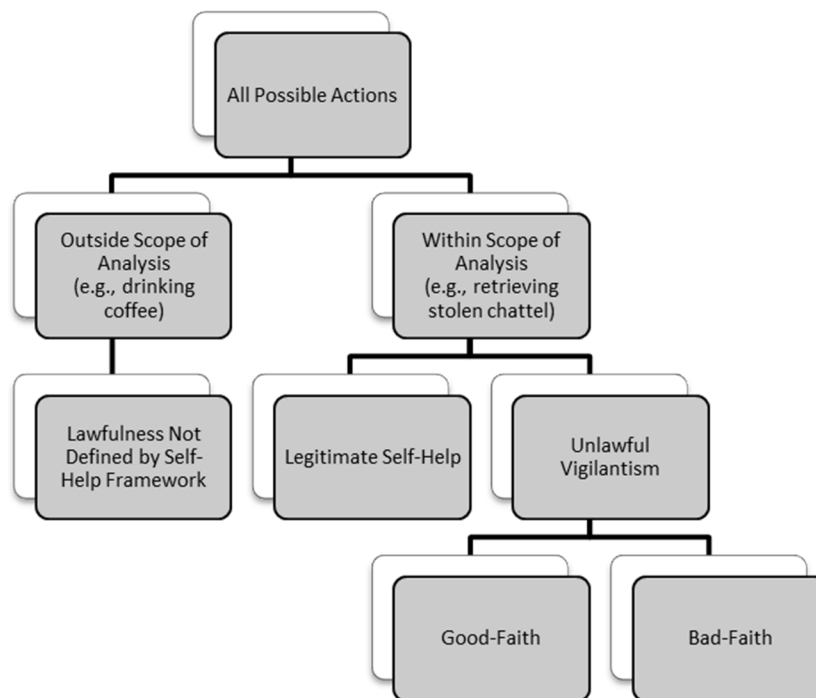 All Possible Actions
Outside Scope of
Analysis
(e.g., drinking
coffee)
Within Scope of
Analysis
(e.g., retrieving
stolen chattel)
Lawfulness Not
Defined by Self-
Help Framework
Legitimate Self-Help
Unlawful
Vigilantism
Good-Faith
Bad-Faith